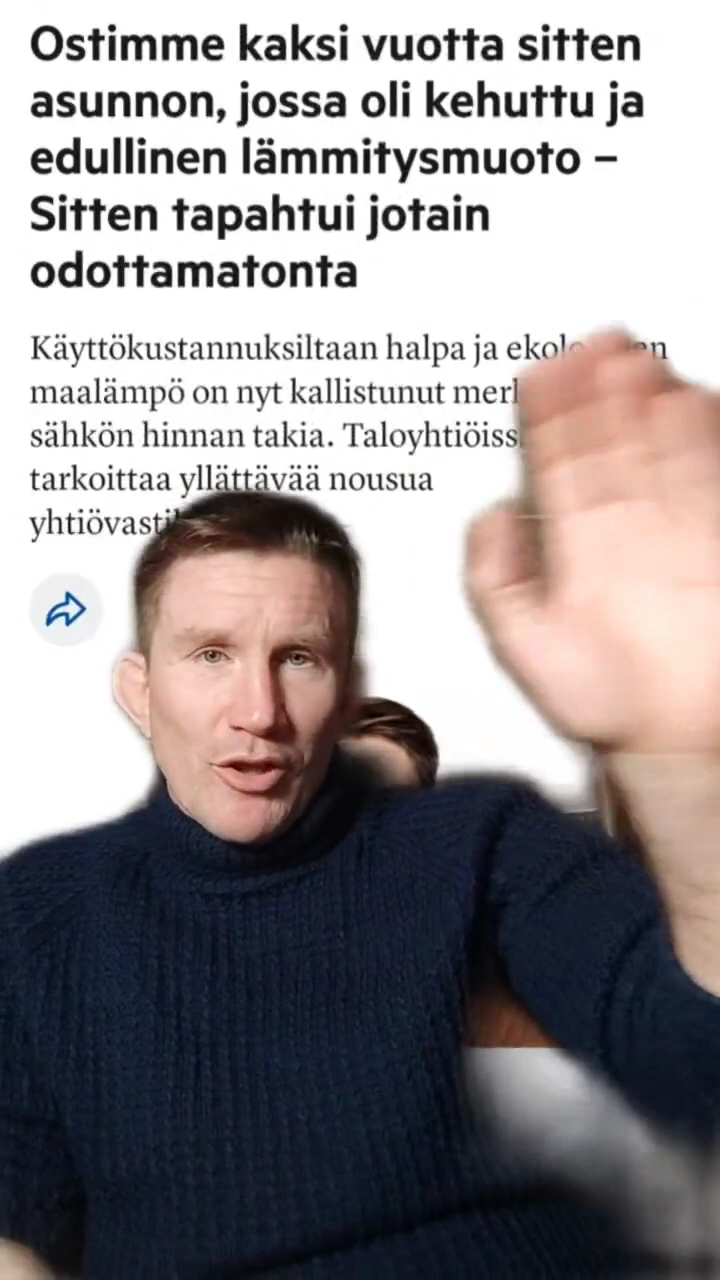 Ostimme kaksi vuotta sitten
asunnon, jossa oli kehuttu ja
edullinen lämmitysmuoto –
Sitten tapahtui jotain
odottamatonta
Käyttökustannuksiltaan halpa ja
maalämpö on nyt kallistunut
sähkön hinnan takia.
tarkoittaa yllättävää nousua